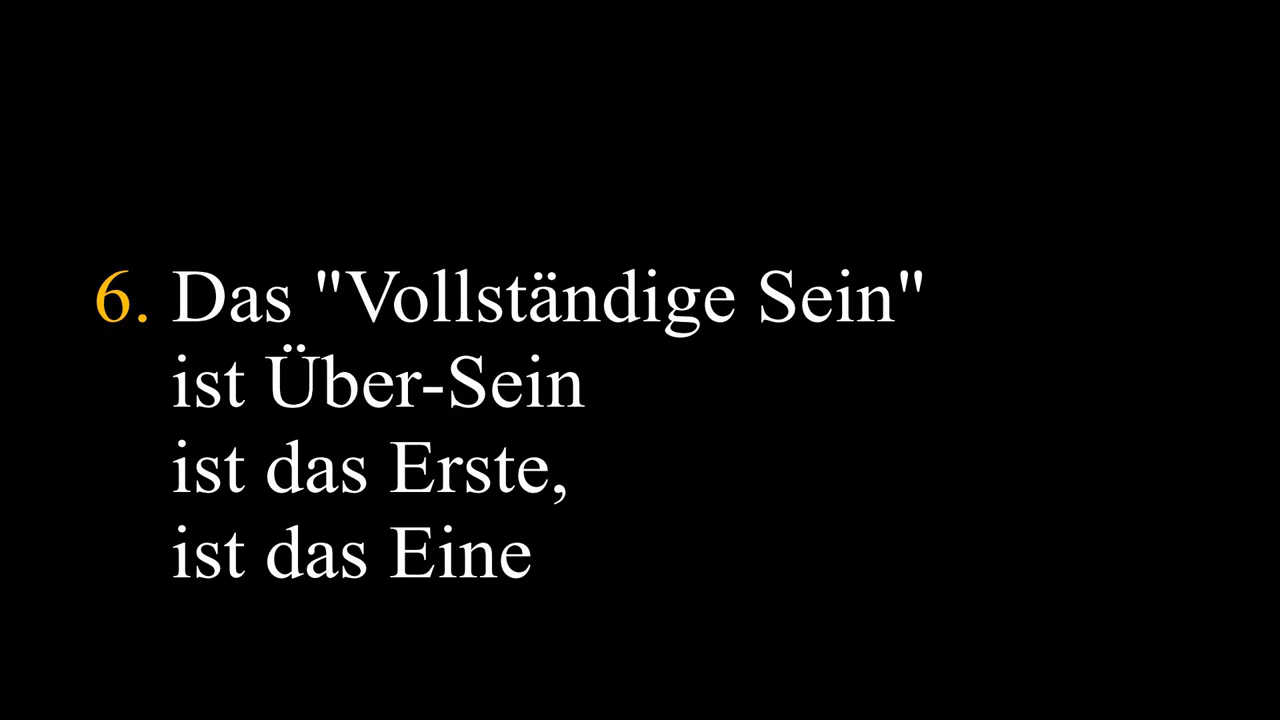 6. Das "Vollständige Sein"
ist Über-Sein
ist das Erste,
ist das Eine